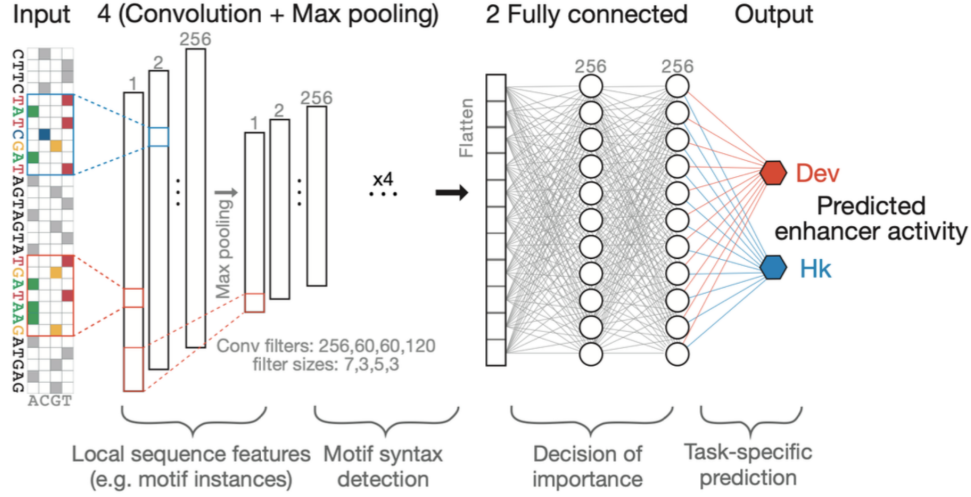 Input
4 (Convolution + Max pooling)
2 Fully connected
Output
CTTCTATCGATAGTAGTATGATAAGATGAG
ACGT
1
2
256
Max pooling
1
2
256
x4
Conv filters: 256,60,60,120
filter sizes: 7,3,5,3
Flatten
256
256
Dev
Predicted
enhancer activity
Hk
Local sequence features
(e.g. motif instances)
Motif syntax
detection
Decision of
importance
Task-specific
prediction